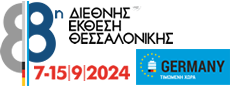 88η ΔΙΕΘΝΗΣ
ΕΚΘΕΣΗ
ΘΕΣΣΑΛΟΝΙΚΗΣ
7-15|9|2024
GERMANY
ΤΙΜΩΜΕΝΗ ΧΩΡΑ